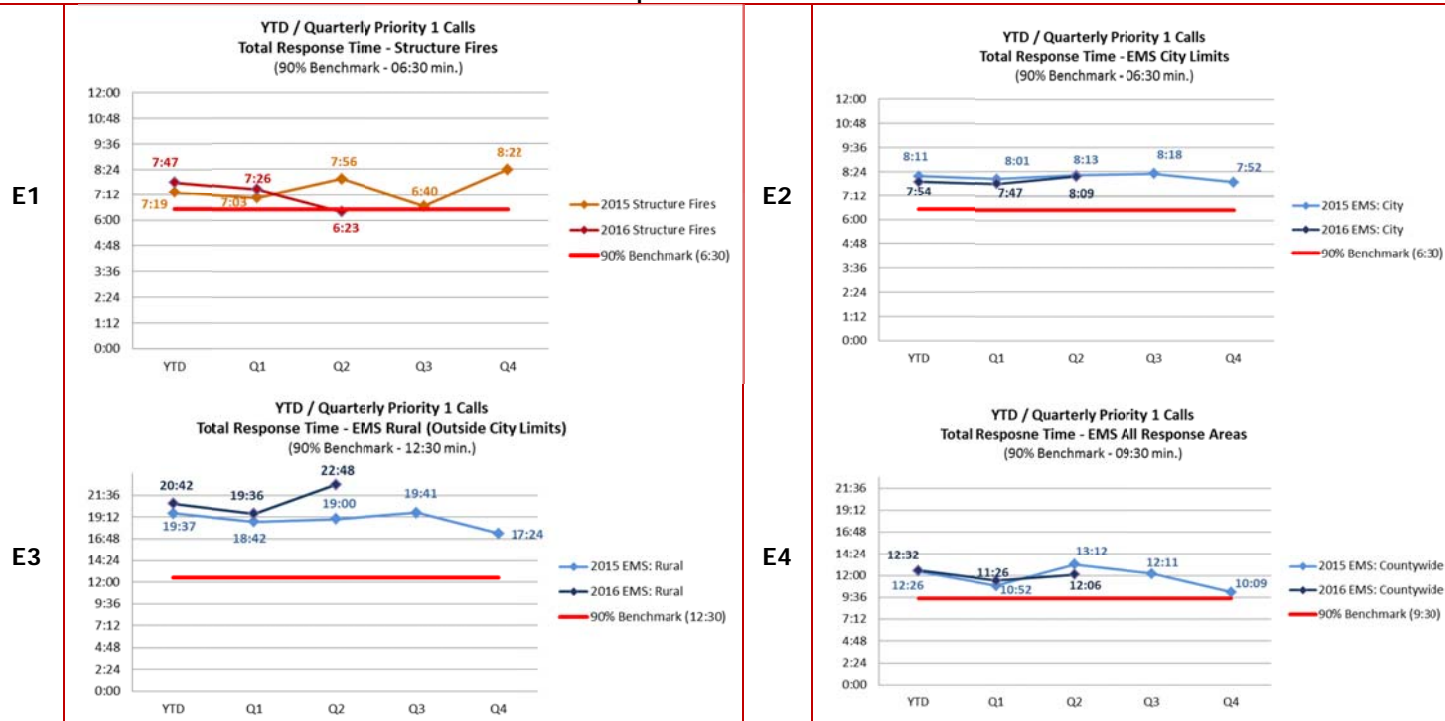 E1
YTD / Quarterly Priority 1 Calls
Total Response Time - Structure Fires
(90% Benchmark - 06:30 min.)
12:00
10:48
9:36
8:24
7:12
6:00
4:48
3:36
2:24
1:12
0:00
7:47
7:19
7:26
7:03
7:56
6:23
6:40
8:22
YTD
Q1
Q2
Q3
Q4
2015 Structure Fires
2016 Structure Fires
90% Benchmark (6:30)
E2
YTD / Quarterly Priority 1 Calls
Total Response Time - EMS City Limits
(90% Benchmark - 06:30 min.)
12:00
10:48
9:36
8:24
7:12
6:00
4:48
3:36
2:24
1:12
0:00
8:11
7:54
8:01
7:47
8:13
8:09
8:18
7:52
YTD
Q1
Q2
Q3
Q4
2015 EMS: City
2016 EMS: City
90% Benchmark (6:30)
E3
YTD / Quarterly Priority 1 Calls
Total Response Time - EMS Rural (Outside City Limits)
(90% Benchmark - 12:30 min.)
21:36
19:12
16:48
14:24
12:00
9:36
7:12
4:48
2:24
0:00
20:42
19:37
19:36
18:42
22:48
19:00
19:41
17:24
YTD
Q1
Q2
Q3
Q4
2015 EMS: Rural
2016 EMS: Rural
90% Benchmark (12:30)
E4
YTD / Quarterly Priority 1 Calls
Total Resposne Time - EMS All Response Areas
(90% Benchmark - 09:30 min.)
21:36
19:12
16:48
14:24
12:00
9:36
7:12
4:48
2:24
0:00
12:32
12:26
11:26
10:52
13:12
12:06
12:11
10:09
YTD
Q1
Q2
Q3
Q4
2015 EMS: Countywide
2016 EMS: Countywide
90% Benchmark (9:30)